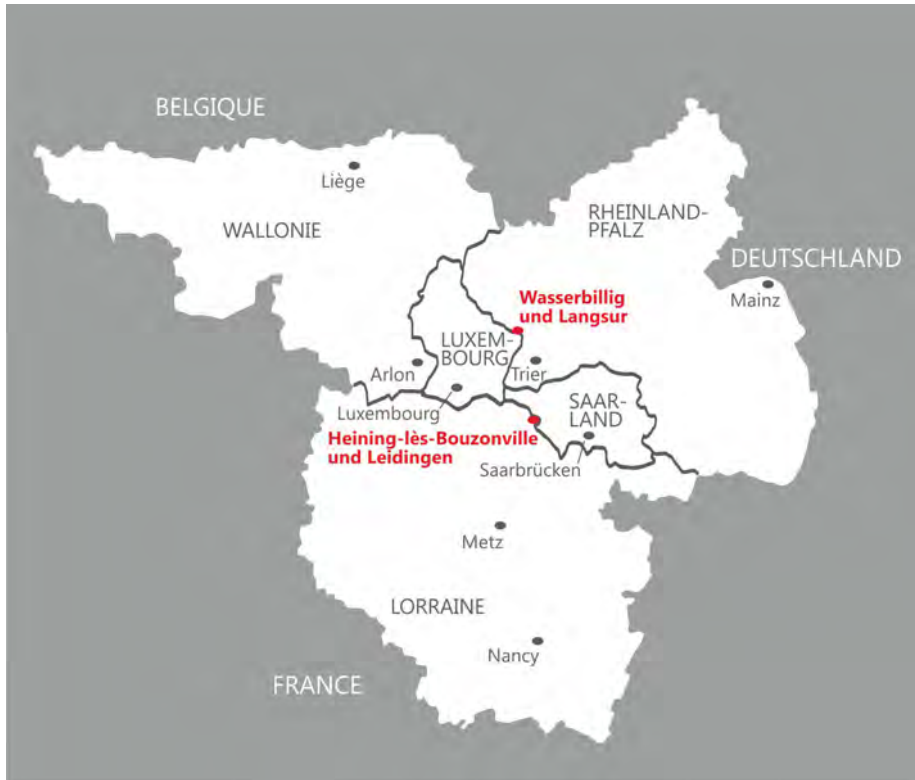 BELGIQUE
Liège
WALLONIE
RHEINLAND-
PFALZ
DEUTSCHLAND
Mainz
Wasserbillig
und Langsur
LUXEM-
BOURG
Arlon
Trier
Luxembourg
SAAR-
LAND
Heining-lès-Bouzonville
und Leidingen
Saarbrücken
Metz
LORRAINE
Nancy
FRANCE